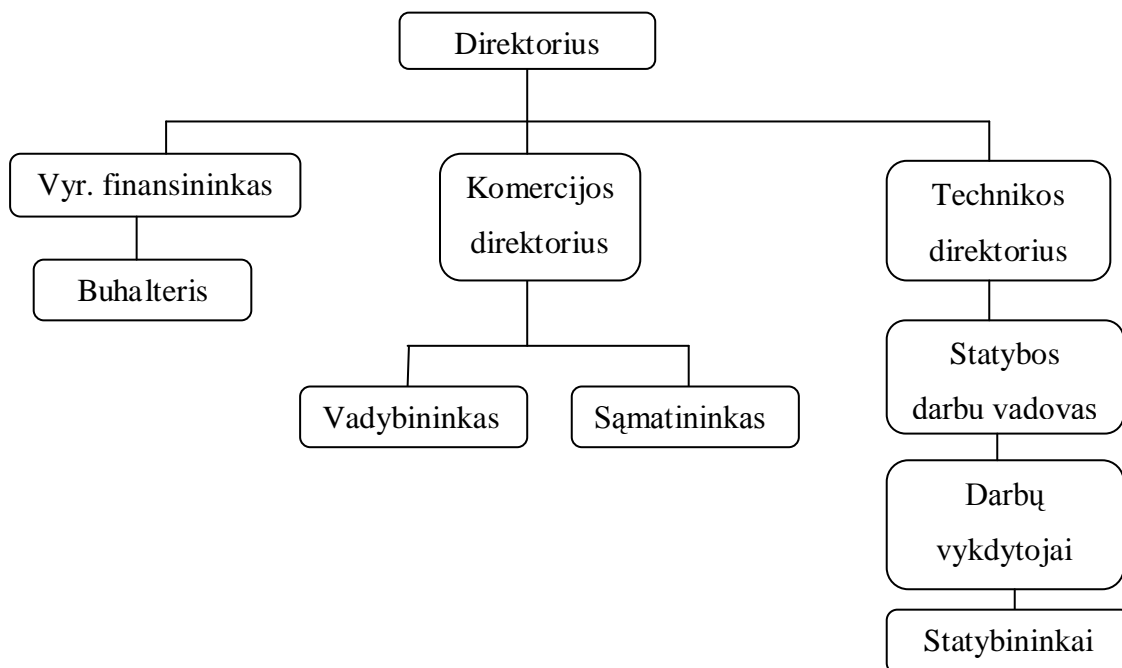 Direktorius
Vyr. finansininkas
Komercijos
direktorius
Technikos
direktorius
Buhalteris
Vadybininkas
Sąmatininkas
Statybos
darbu vadovas
Darbų
vykdytojai
Statybininkai